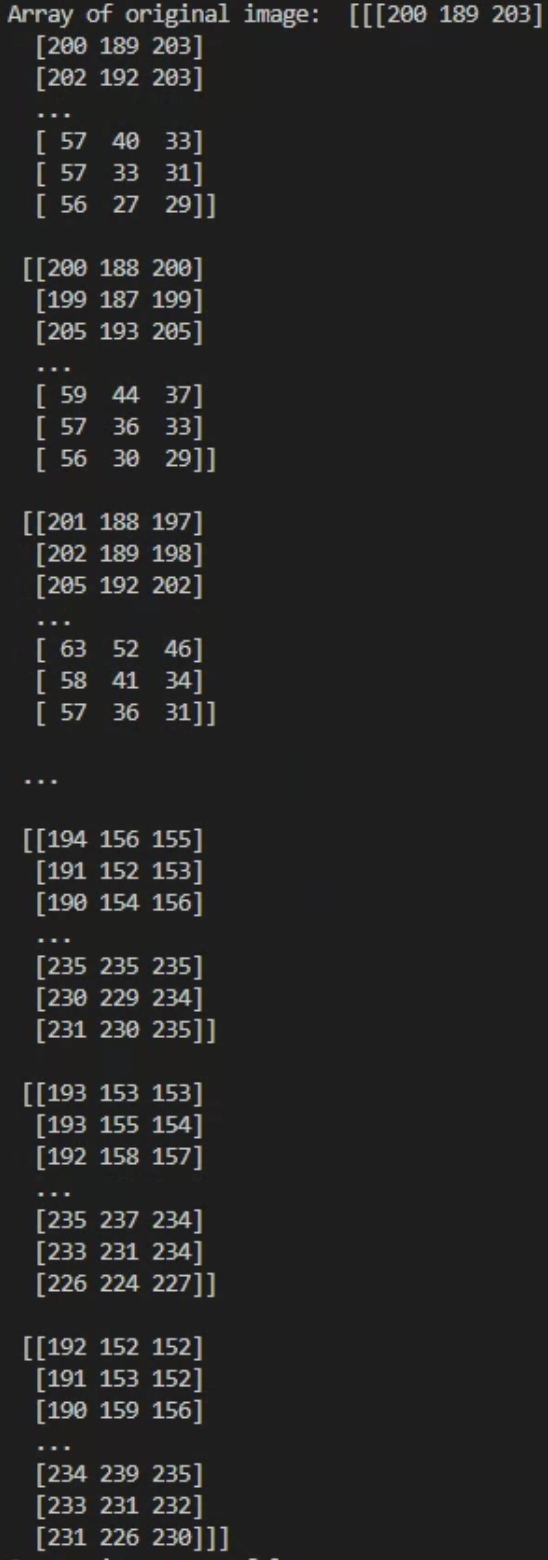 Array of original image:  [[[200 189 203]
  [200 189 203]
  [202 192 203]
  ...
  [ 57  40  33]
  [ 57  33  31]
  [ 56  27  29]]

 [[200 188 200]
  [199 187 199]
  [205 193 205]
  ...
  [ 59  44  37]
  [ 57  36  33]
  [ 56  30  29]]

 [[201 188 197]
  [202 189 198]
  [205 192 202]
  ...
  [ 63  52  46]
  [ 58  41  34]
  [ 57  36  31]]

 ...

 [[194 156 155]
  [191 152 153]
  [190 154 156]
  ...
  [235 235 235]
  [230 229 234]
  [231 230 235]]

 [[193 153 153]
  [193 155 154]
  [192 158 157]
  ...
  [235 237 234]
  [233 231 234]
  [226 224 227]]

 [[192 152 152]
  [191 153 152]
  [190 159 156]
  ...
  [234 239 235]
  [233 231 232]
  [231 226 230]]]